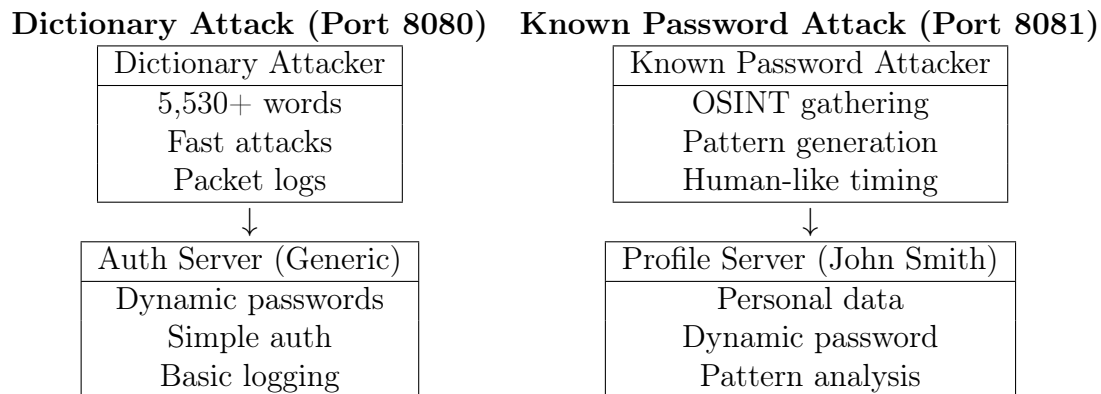 Dictionary Attack (Port 8080)
Dictionary Attacker
5,530+ words
Fast attacks
Packet logs
↓
Auth Server (Generic)
Dynamic passwords
Simple auth
Basic logging
Known Password Attack (Port 8081)
Known Password Attacker
OSINT gathering
Pattern generation
Human-like timing
↓
Profile Server (John Smith)
Personal data
Dynamic password
Pattern analysis